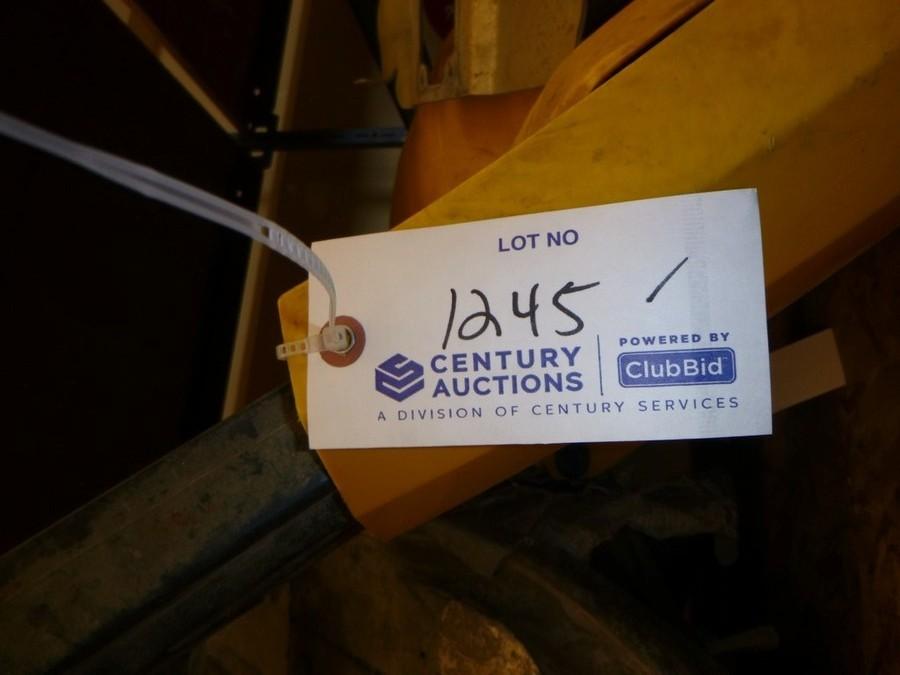 LOT NO
1245 /
CENTURY AUCTIONS
POWERED BY
ClubBid
A DIVISION OF CENTURY SERVICES